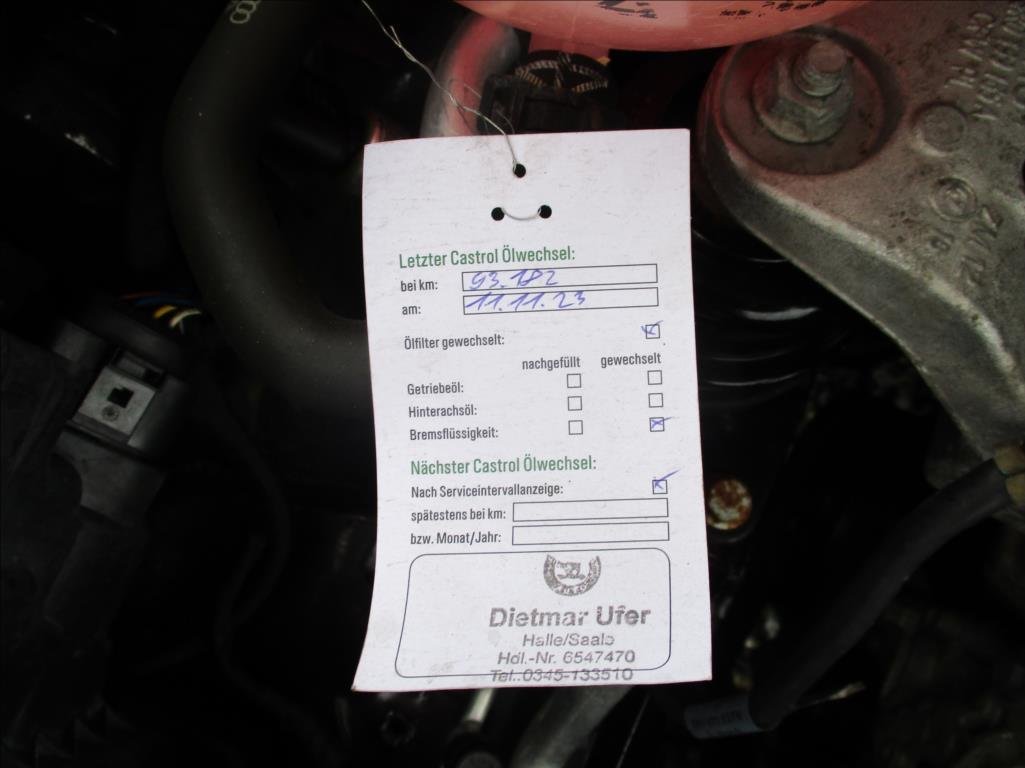 Letzter Castrol Ölwechsel:
bei km: 93.182
am: 11.11.23
Ölfilter gewechselt:
nachgefüllt gewechselt
Getriebeöl:
Hinterachsöl:
Bremsflüssigkeit:
Nächster Castrol Ölwechsel:
Nach Serviceintervallanzeige:
spätestens bei km:
bzw. Monat/Jahr:
Dietmar Ufer
Halle/Saale
Hdl.-Nr. 6547470
Tel.:0345-133510